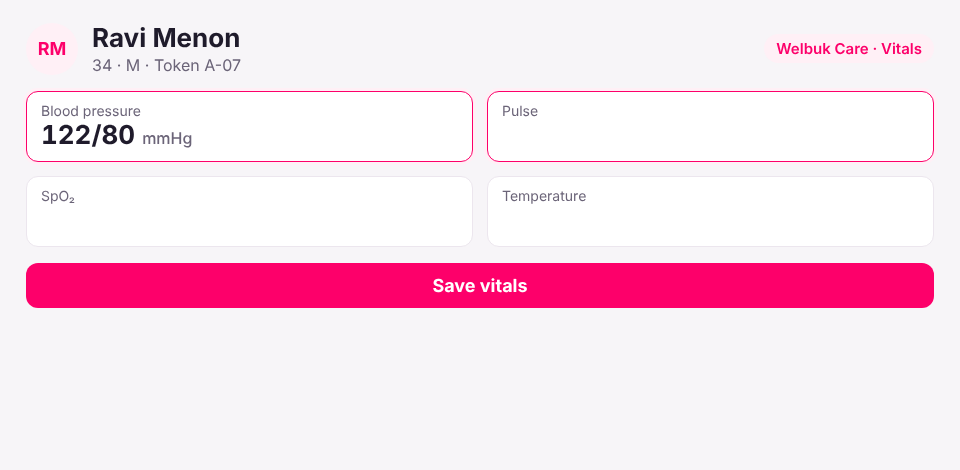 RM
Ravi Menon
34 · M · Token A-07
Welbuk Care · Vitals
Blood pressure
122/80 mmHg
Pulse
SpO₂
Temperature
Save vitals